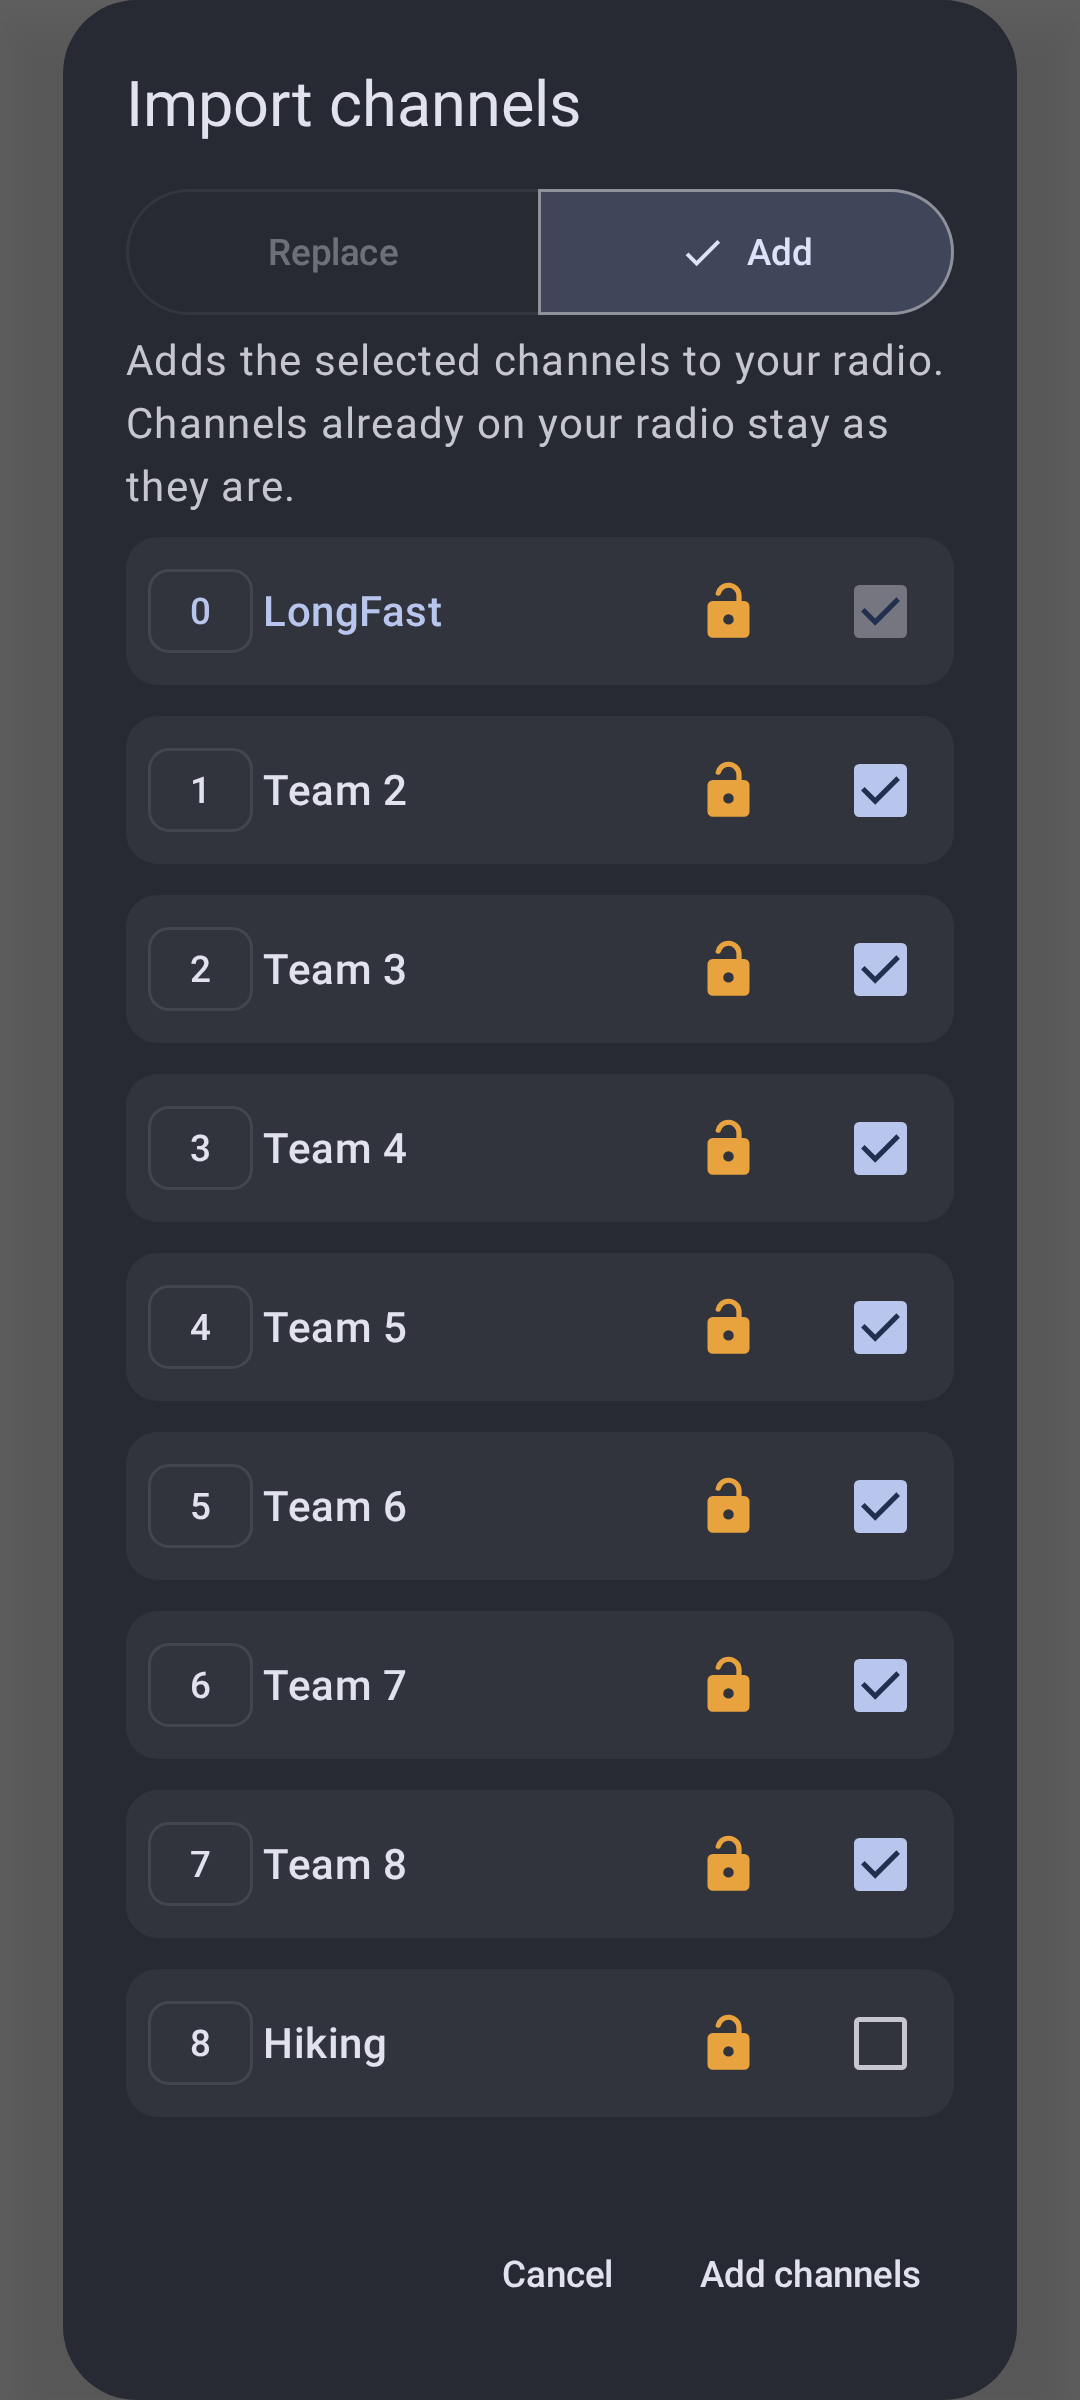 Import channels
Replace
Add
Adds the selected channels to your radio.
Channels already on your radio stay as
they are.
0 LongFast
1 Team 2
2 Team 3
3 Team 4
4 Team 5
5 Team 6
6 Team 7
7 Team 8
8 Hiking
Cancel
Add channels